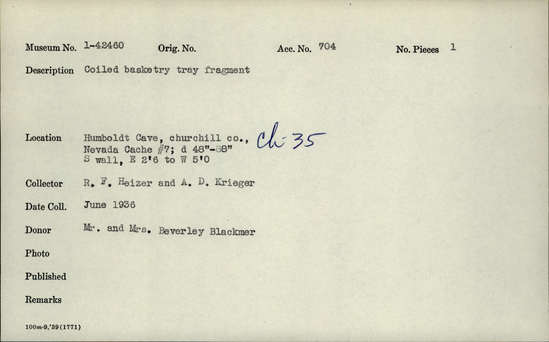 Museum No. 1-42460 Orig. No. Acc. No. 704 No. Pieces 1
Description Coiled basketry tray fragment
Location Humboldt Cave, churchill co., Ch-35
Nevada Cache #7; d 48"-58"
S wall, E 2'6 to W 5'0
Collector R. F. Heizer and A. D. Krieger
Date Coll. June 1936
Donor Mr. and Mrs. Beverley Blackmer
Photo
Published
Remarks
100m-9,'39(1771)